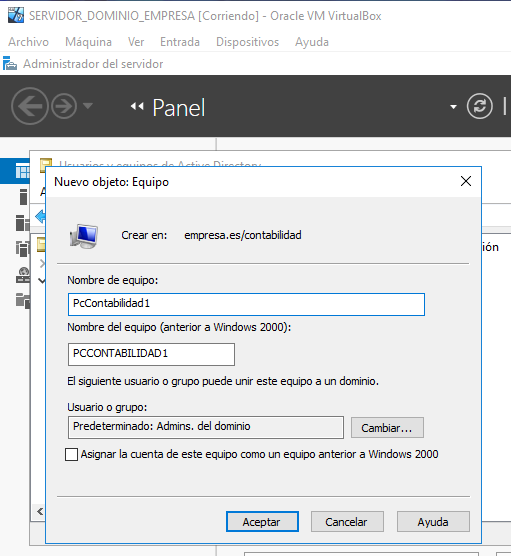 SERVIDOR_DOMINIO_EMPRESA [Corriendo] - Oracle VM VirtualBox
Archivo Máquina Ver Entrada Dispositivos Ayuda
Administrador del servidor
Panel
Usuarios y equipos de Active Directory
Nuevo objeto: Equipo
Crear en: empresa.es/contabilidad
ión
Nombre de equipo:
PcContabilidad1
Nombre del equipo (anterior a Windows 2000):
PCCONTABILIDAD1
El siguiente usuario o grupo puede unir este equipo a un dominio.
Usuario o grupo:
Predeterminado: Admins. del dominio
Cambiar...
Asignar la cuenta de este equipo como un equipo anterior a Windows 2000
Aceptar Cancelar Ayuda